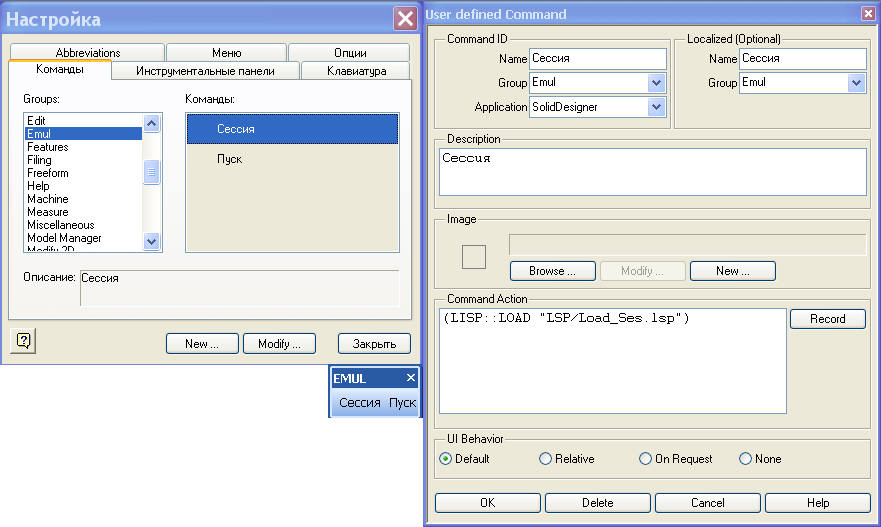 Настройка
Abbreviations
Меню
Опции
Команды
Инструментальные панели
Клавиатура
Groups:
Команды:
Edit
Emul
Features
Filing
Freeform
Help
Machine
Measure
Miscellaneous
Model Manager
Modify 2D
Сессия
Пуск
Описание:
Сессия
New ...
Modify ...
Закрыть
EMUL
Сессия Пуск
User defined Command
Command ID
Name
Сессия
Group
Emul
Application
SolidDesigner
Localized (Optional)
Name
Сессия
Group
Emul
Description
Сессия
Image
Browse ...
Modify ...
New ...
Command Action
(LISP::LOAD "LSP/Load_Ses.lsp")
Record
UI Behavior
Default
Relative
On Request
None
OK
Delete
Cancel
Help